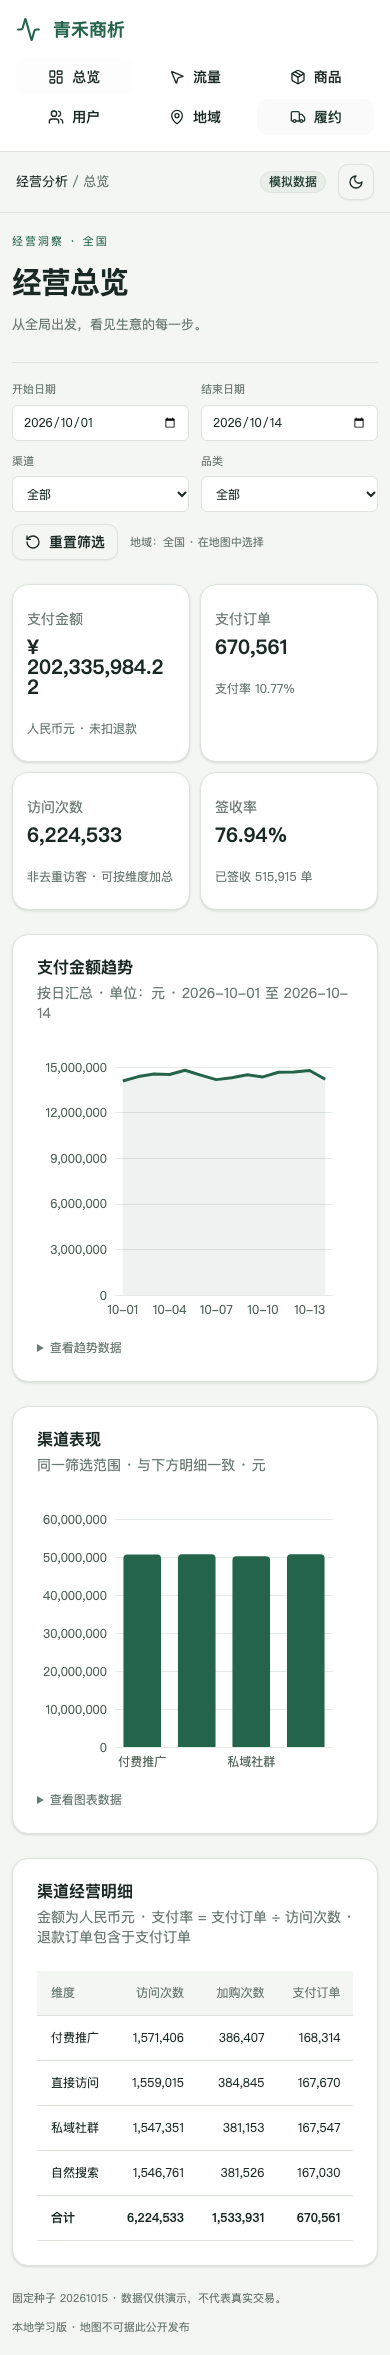 青禾商析
总览 流量 商品
用户 地域 履约
经营分析 / 总览 模拟数据
经营洞察 · 全国
经营总览
从全局出发，看见生意的每一步。
开始日期 结束日期
2026/10/01 2026/10/14
渠道 品类
全部 全部
重置筛选 地域：全国 · 在地图中选择
支付金额
¥
202,335,984.2
2
人民币元 · 未扣退款
支付订单
670,561
支付率 10.77%
访问次数
6,224,533
非去重访客 · 可按维度加总
签收率
76.94%
已签收 515,915 单
支付金额趋势
按日汇总 · 单位：元 · 2026-10-01 至 2026-10-
14
15,000,000
12,000,000
9,000,000
6,000,000
3,000,000
0
10-01 10-04 10-07 10-10 10-13
查看趋势数据
渠道表现
同一筛选范围 · 与下方明细一致 · 元
60,000,000
50,000,000
40,000,000
30,000,000
20,000,000
10,000,000
0
付费推广 私域社群
查看图表数据
渠道经营明细
金额为人民币元 · 支付率 = 支付订单 ÷ 访问次数 ·
退款订单包含于支付订单
维度 访问次数 加购次数 支付订单
付费推广 1,571,406 386,407 168,314
直接访问 1,559,015 384,845 167,670
私域社群 1,547,351 381,153 167,547
自然搜索 1,546,761 381,526 167,030
合计 6,224,533 1,533,931 670,561
固定种子 20261015 · 数据仅供演示，不代表真实交易。
本地学习版 · 地图不可据此公开发布